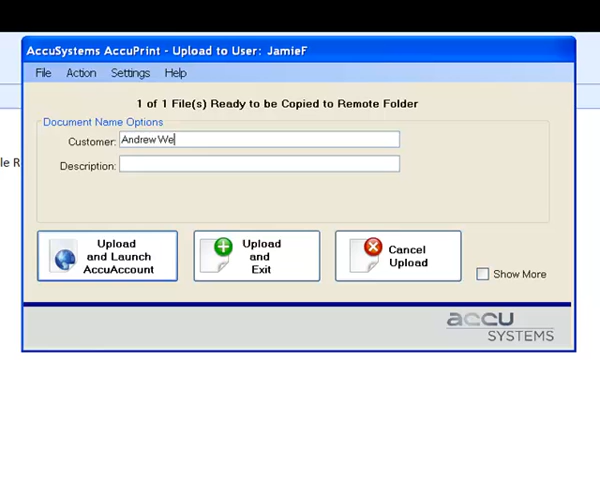 AccuSystems AccuPrint - Upload to User: JamieF
File Action Settings Help
1 of 1 File(s) Ready to be Copied to Remote Folder
Document Name Options
Customer: Andrew We
le R
Description:
Upload
and Launch
AccuAccount
Upload
and
Exit
Cancel
Upload
Show More
accu
SYSTEMS